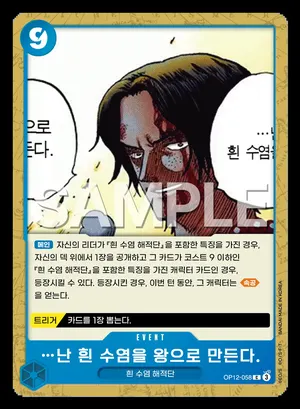 9
으로
다.
…난
흰 수염
SAMPLE
메인 자신의 리더가 『흰 수염 해적단』을 포함한 특징을 가진 경우,
자신의 덱 위에서 1장을 공개하고 그 카드가 코스트 9 이하인
『흰 수염 해적단』을 포함한 특징을 가진 캐릭터 카드인 경우,
등장시킬 수 있다. 등장시킨 경우, 이번 턴 동안, 그 캐릭터는 속공
을 얻는다.
트리거 카드를 1장 뽑는다.
EVENT
…난 흰 수염을 왕으로 만든다.
흰 수염 해적단
OP12-058 R 3